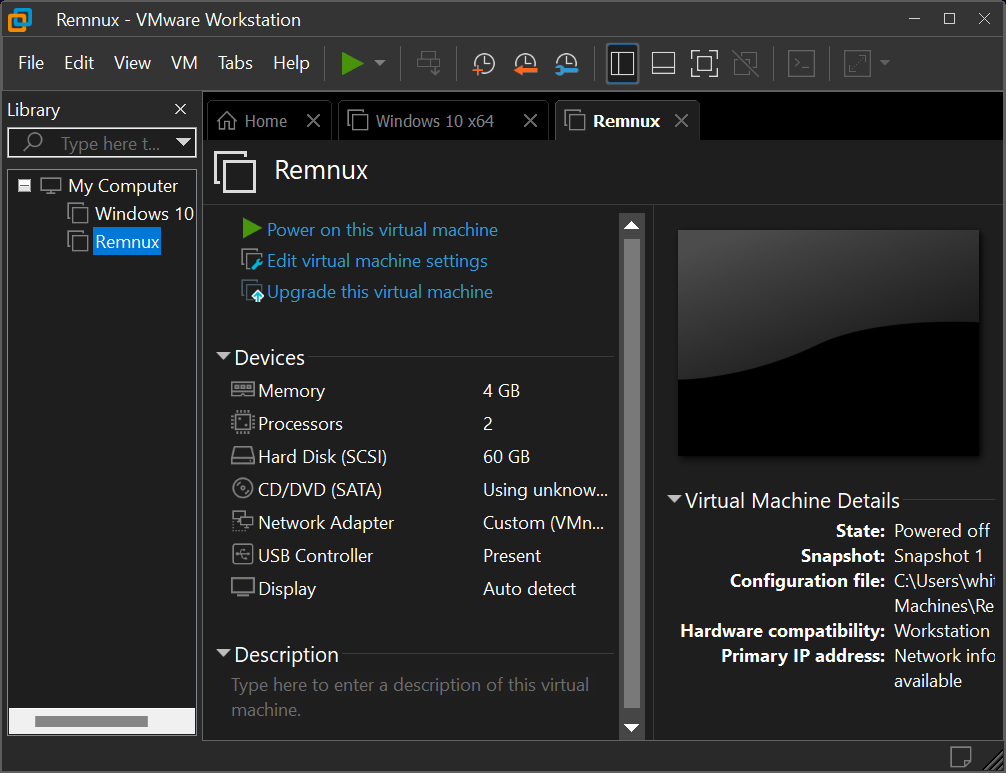 Remnux - VMware Workstation
File Edit View VM Tabs Help
Library
Type here t...
My Computer
Windows 10
Remnux
Home
Windows 10 x64
Remnux
Remnux
Power on this virtual machine
Edit virtual machine settings
Upgrade this virtual machine
Devices
Memory 4 GB
Processors 2
Hard Disk (SCSI) 60 GB
CD/DVD (SATA) Using unknow...
Network Adapter Custom (VMn...
USB Controller Present
Display Auto detect
Description
Type here to enter a description of this virtual
machine.
Virtual Machine Details
State: Powered off
Snapshot: Snapshot 1
Configuration file: C:\Users\whit
Machines\Re
Hardware compatibility: Workstation
Primary IP address: Network info
available